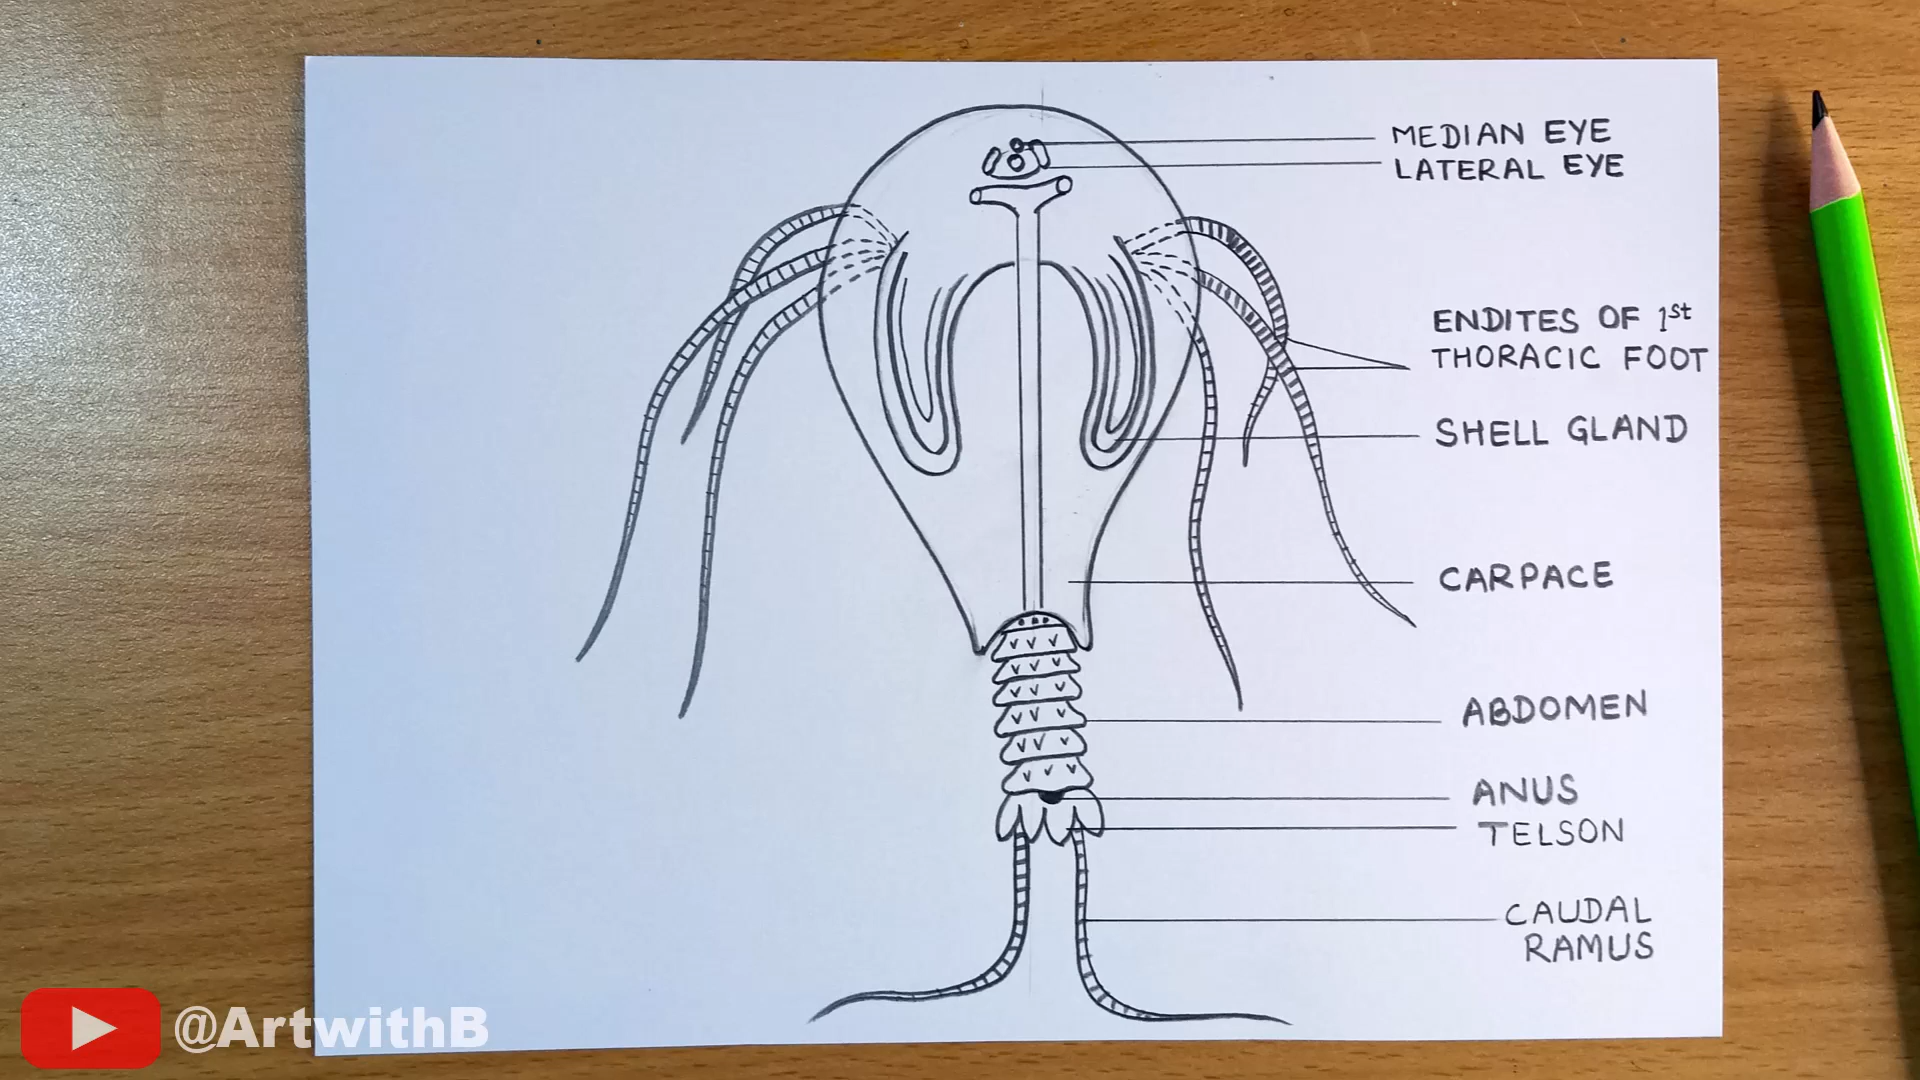 MEDIAN EYE
LATERAL EYE
ENDITES OF 1st
THORACIC FOOT
SHELL GLAND
CARPACE
ABDOMEN
ANUS
TELSON
CAUDAL
RAMUS
@ArtwithB